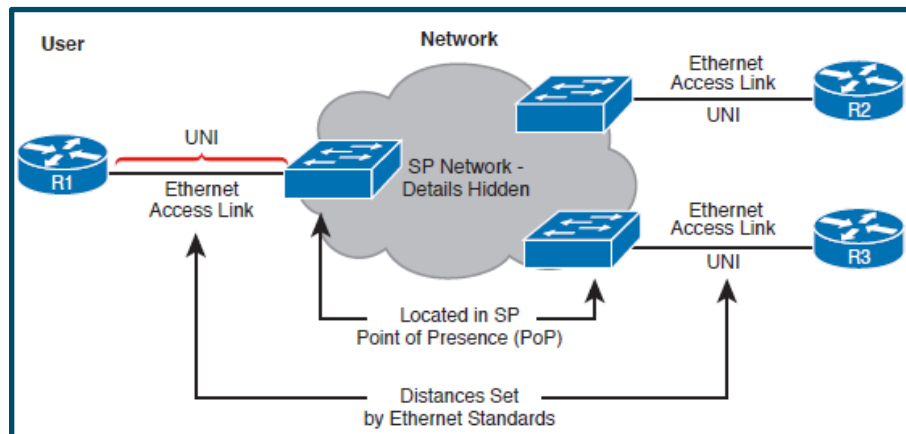 User
Network
UNI
R1
Ethernet
Access Link
SP Network -
Details Hidden
Ethernet
Access Link
UNI
R2
Ethernet
Access Link
UNI
R3
Located in SP
Point of Presence (PoP)
Distances Set
by Ethernet Standards